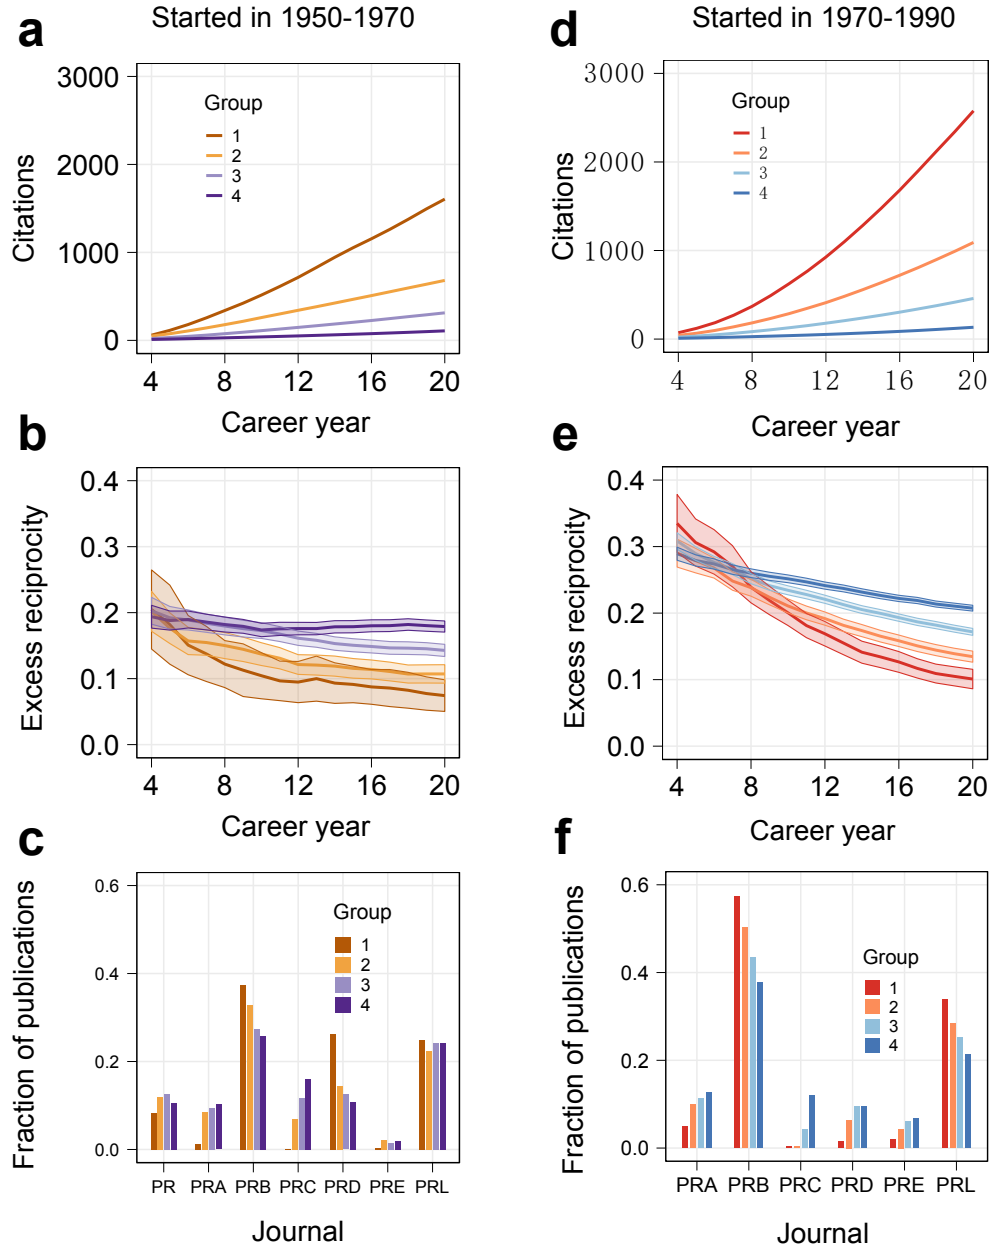 a
Started in 1950-1970
Citations
3000
2000
1000
0
Group
1
2
3
4
4 8 12 16 20
Career year
b
Excess reciprocity
0.4
0.3
0.2
0.1
0.0
4 8 12 16 20
Career year
c
Fraction of publications
0.6
0.4
0.2
0.0
Group
1
2
3
4
PR PRA PRB PRC PRD PRE PRL
Journal
d
Started in 1970-1990
Citations
3000
2000
1000
0
Group
1
2
3
4
4 8 12 16 20
Career year
e
Excess reciprocity
0.4
0.3
0.2
0.1
0.0
4 8 12 16 20
Career year
f
Fraction of publications
0.6
0.4
0.2
0.0
Group
1
2
3
4
PRA PRB PRC PRD PRE PRL
Journal